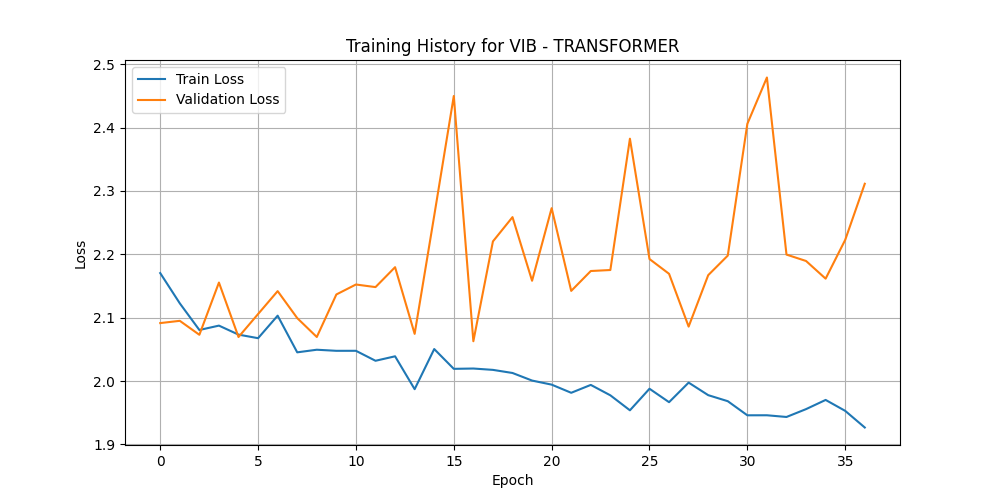 Training History for VIB - TRANSFORMER
Train Loss
Validation Loss
2.5
2.4
2.3
2.2
2.1
2.0
1.9
Loss
0 5 10 15 20 25 30 35
Epoch